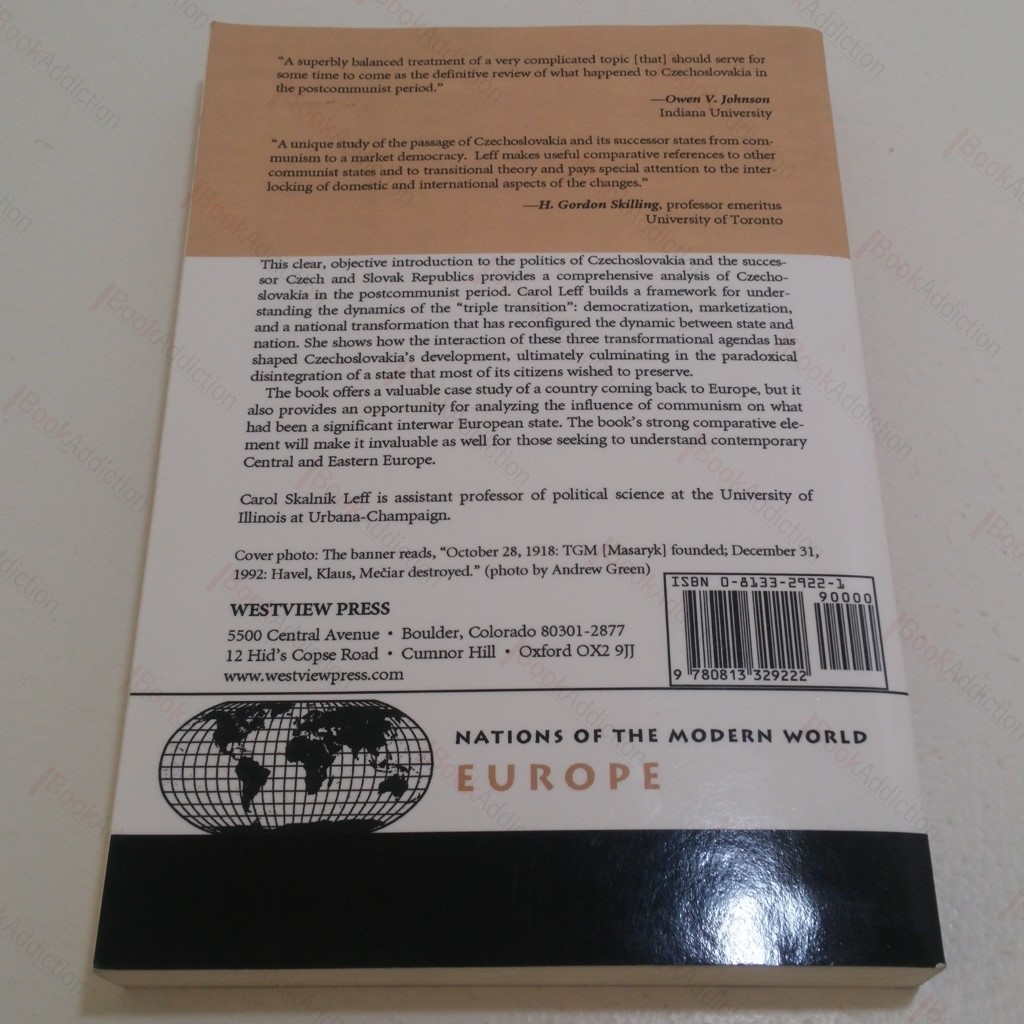 “A superbly balanced treatment of a very complicated topic [that] should serve for
some time to come as the definitive review of what happened to Czechoslovakia in
the postcommunist period.”
—Owen V. Johnson
Indiana University
“A unique study of the passage of Czechoslovakia and its successor states from com-
munism to a market democracy. Leff makes useful comparative references to other
communist states and to transitional theory and pays special attention to the inter-
locking of domestic and international aspects of the changes.”
—H. Gordon Skilling, professor emeritus
University of Toronto
This clear, objective introduction to the politics of Czechoslovakia and the succes-
sor Czech and Slovak Republics provides a comprehensive analysis of Czecho-
slovakia in the postcommunist period. Carol Leff builds a framework for under-
standing the dynamics of the “triple transition”: democratization, marketization,
and a national transformation that has reconfigured the dynamic between state and
nation. She shows how the interaction of these three transformational agendas has
shaped Czechoslovakia’s development, ultimately culminating in the paradoxical
disintegration of a state that most of its citizens wished to preserve.
The book offers a valuable case study of a country coming back to Europe, but it
also provides an opportunity for analyzing the influence of communism on what
had been a significant interwar European state. The book’s strong comparative ele-
ment will make it invaluable as well for those seeking to understand contemporary
Central and Eastern Europe.
Carol Skalnik Leff is assistant professor of political science at the University of
Illinois at Urbana-Champaign.
Cover photo: The banner reads, “October 28, 1918: TGM [Masaryk] founded; December 31,
1992: Havel, Klaus, Mečiar destroyed.” (photo by Andrew Green)
WESTVIEW PRESS
5500 Central Avenue • Boulder, Colorado 80301-2877
12 Hid’s Copse Road • Cumnor Hill • Oxford OX2 9JJ
www.westviewpress.com
ISBN 0-8133-2922-1
90000
9 780813 329222
NATIONS OF THE MODERN WORLD
EUROPE
BookAddiction